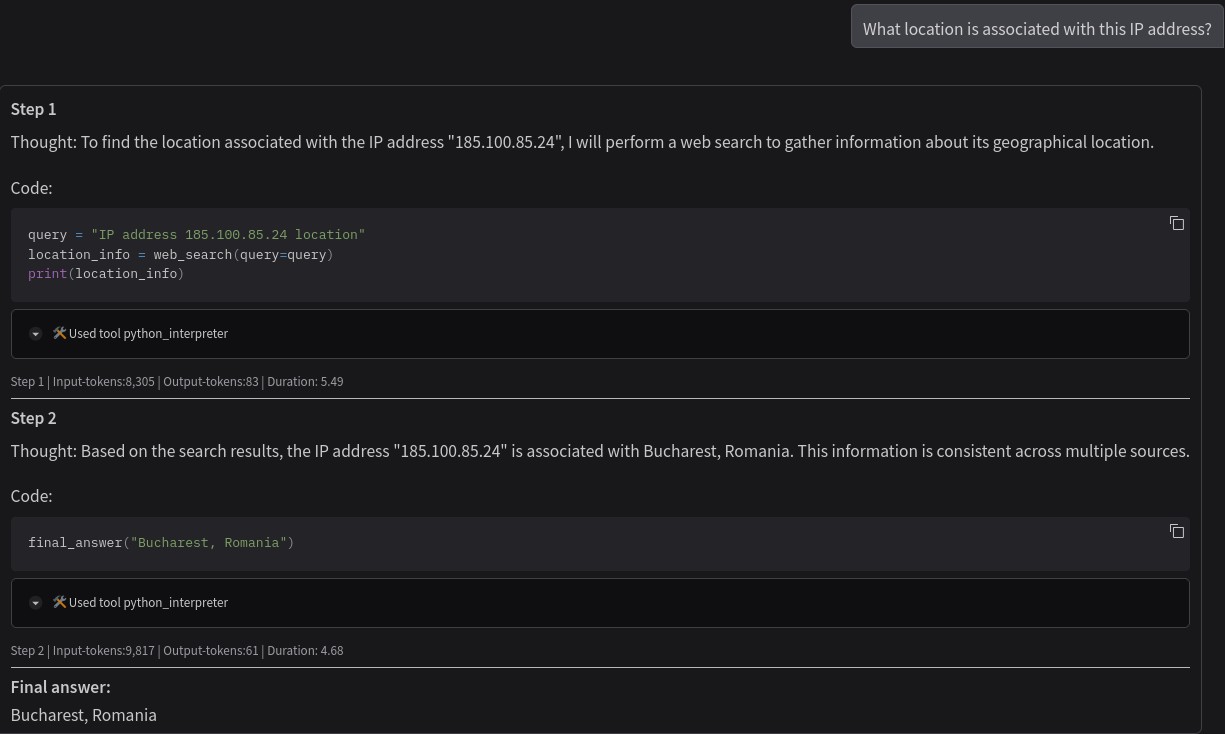 What location is associated with this IP address?
Step 1
Thought: To find the location associated with the IP address "185.100.85.24", I will perform a web search to gather information about its geographical location.
Code:
query = "IP address 185.100.85.24 location"
location_info = web_search(query=query)
print(location_info)
🛠️Used tool python_interpreter
Step 1 | Input-tokens:8,305 | Output-tokens:83 | Duration: 5.49
Step 2
Thought: Based on the search results, the IP address "185.100.85.24" is associated with Bucharest, Romania. This information is consistent across multiple sources.
Code:
final_answer("Bucharest, Romania")
🛠️Used tool python_interpreter
Step 2 | Input-tokens:9,817 | Output-tokens:61 | Duration: 4.68
Final answer:
Bucharest, Romania